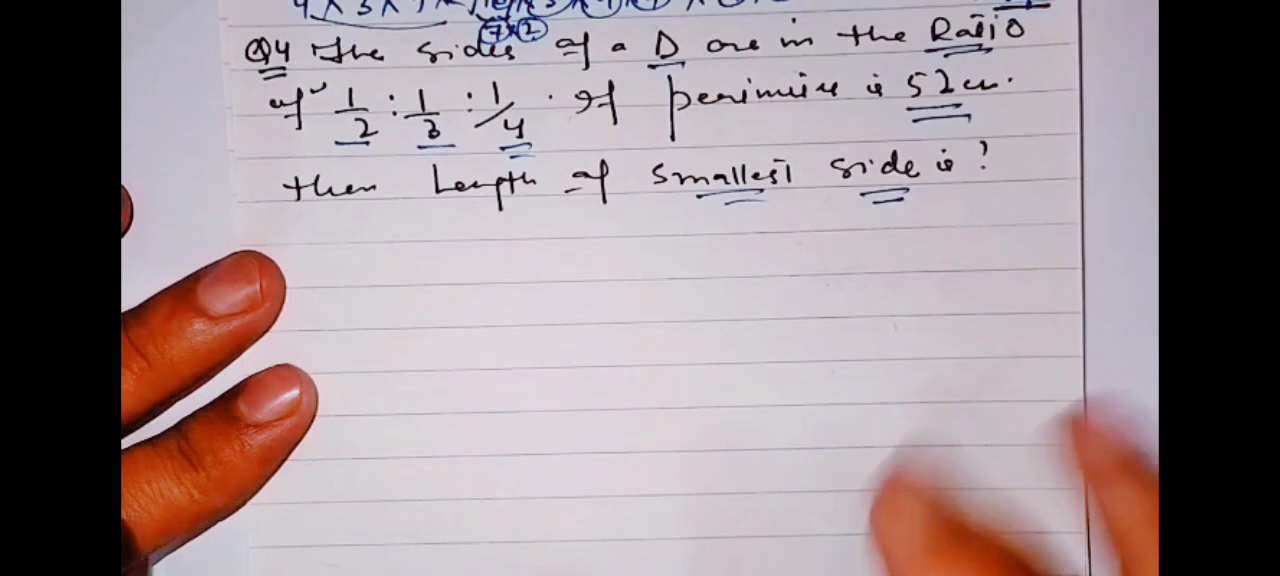 Q4 The sides of a D are in the Ratio
of 1/2 : 1/3 : 1/4 . If perimitre is 52cm.
then Length of smallest side is?